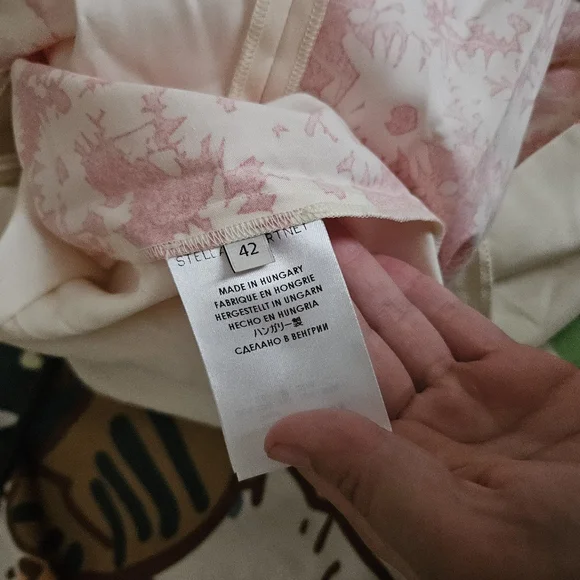 STELLA
42
MADE IN HUNGARY
FABRIQUE EN HONGRIE
HERGESTELLT IN UNGARN
HECHO EN HUNGRIA
ハンガリー製
СДЕЛАНО В ВЕНГРИИ